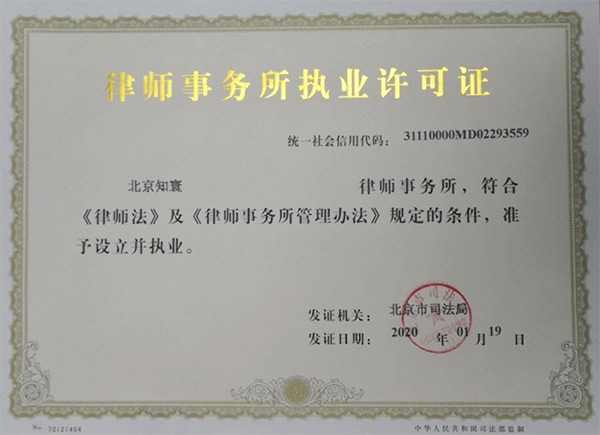 律师事务所执业许可证
统一社会信用代码：31110000MD02293559
北京知寰 律师事务所，符合
《律师法》及《律师事务所管理办法》规定的条件，准
予设立并执业。
发证机关：北京市司法局
发证日期：2020 年 01 月 19 日
No. 70121464
中华人民共和国司法部监制